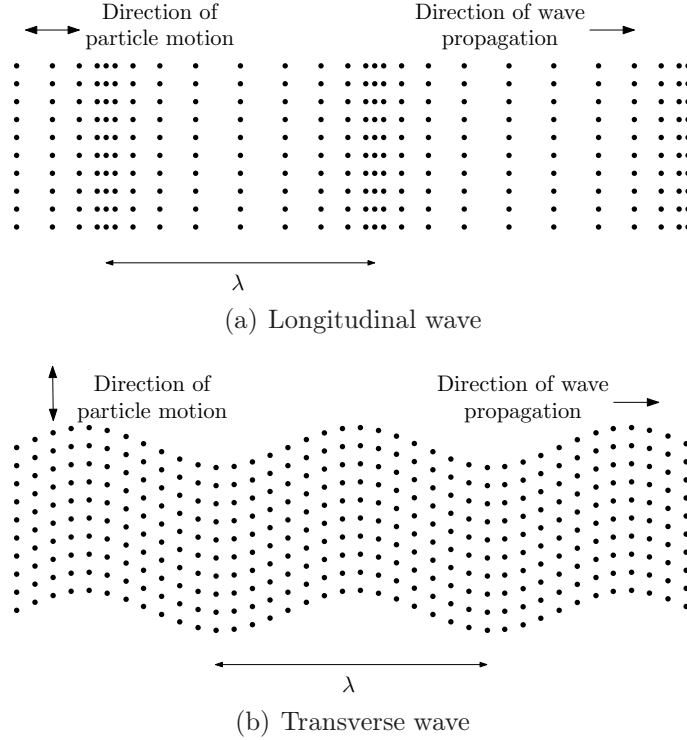 Direction of
particle motion
Direction of wave
propagation
λ
(a) Longitudinal wave
Direction of
particle motion
Direction of wave
propagation
λ
(b) Transverse wave